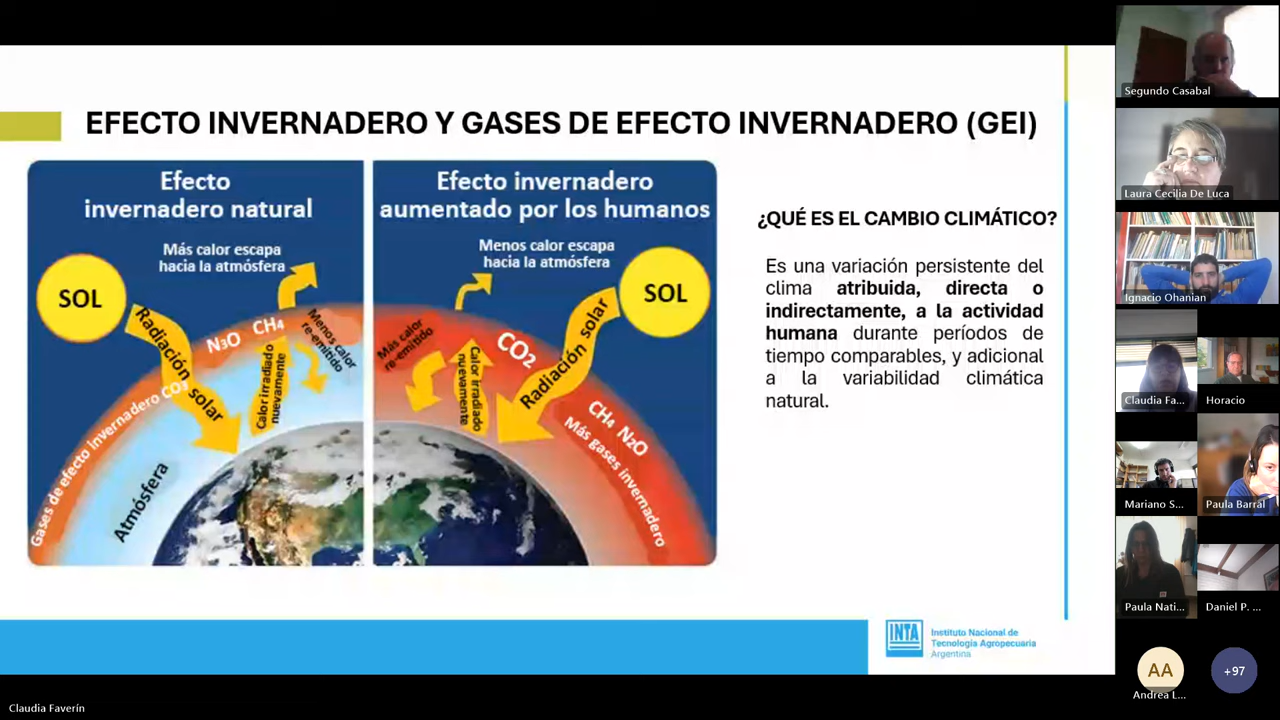 EFECTO INVERNADERO Y GASES DE EFECTO INVERNADERO (GEI)
Efecto
invernadero natural
Más calor escapa
hacia la atmósfera
SOL
Radiación solar
N3O CH4
Menos calor
re-emitido
Calor irradiado
nuevamente
Gases de efecto invernadero CO2
Atmósfera
Efecto invernadero
aumentado por los humanos
Menos calor escapa
hacia la atmósfera
SOL
Radiación solar
Más calor
re-emitido
CO2
Calor irradiado
nuevamente
CH4 N2O
Más gases invernadero
¿QUÉ ES EL CAMBIO CLIMÁTICO?
Es una variación persistente del
clima atribuida, directa o
indirectamente, a la actividad
humana durante períodos de
tiempo comparables, y adicional
a la variabilidad climática
natural.
INTA
Instituto Nacional de
Tecnología Agropecuaria
Argentina
Claudia Faverín
Segundo Casabal
Laura Cecilia De Luca
Ignacio Ohanian
Claudia Fa...
Horacio
Mariano S...
Paula Barral
Paula Nati...
Daniel P. ...
AA
Andrea L...
+97